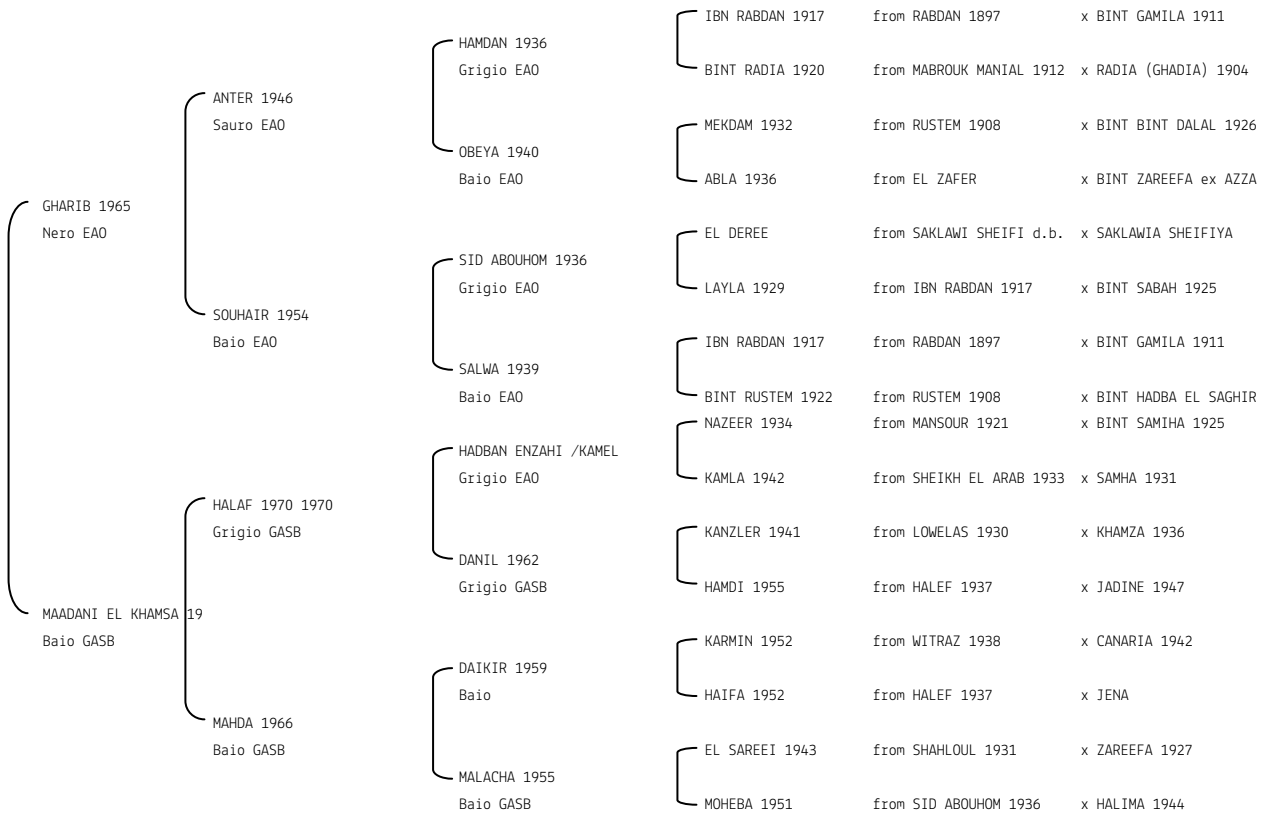 IBN RABDAN 1917 from RABDAN 1897 x BINT GAMILA 1911
HAMDAN 1936
Grigio EAO BINT RADIA 1920 from MABROUK MANIAL 1912 x RADIA (GHADIA) 1904
ANTER 1946
Sauro EAO MEKDAM 1932 from RUSTEM 1908 x BINT BINT DALAL 1926
OBEYA 1940
Baio EAO ABLA 1936 from EL ZAFER x BINT ZAREEFA ex AZZA
GHARIB 1965
Nero EAO EL DEREE from SAKLAWI SHEIFI d.b. x SAKLAWIA SHEIFIYA
SID ABOUHOM 1936
Grigio EAO LAYLA 1929 from IBN RABDAN 1917 x BINT SABAH 1925
SOUHAIR 1954
Baio EAO IBN RABDAN 1917 from RABDAN 1897 x BINT GAMILA 1911
SALWA 1939
Baio EAO BINT RUSTEM 1922 from RUSTEM 1908 x BINT HADBA EL SAGHIR
NAZEER 1934 from MANSOUR 1921 x BINT SAMIHA 1925
HADBAN ENZAHI /KAMEL
Grigio EAO KAMLA 1942 from SHEIKH EL ARAB 1933 x SAMHA 1931
HALAF 1970 1970
Grigio GASB KANZLER 1941 from LOWELAS 1930 x KHAMZA 1936
DANIL 1962
Grigio GASB HAMDI 1955 from HALEF 1937 x JADINE 1947
MAADANI EL KHAMSA 19
Baio GASB KARMIN 1952 from WITRAZ 1938 x CANARIA 1942
DAIKIR 1959
Baio HAIFA 1952 from HALEF 1937 x JENA
MAHDA 1966
Baio GASB EL SAREEI 1943 from SHAHLOUL 1931 x ZAREEFA 1927
MALACHA 1955
Baio GASB MOHEBA 1951 from SID ABOUHOM 1936 x HALIMA 1944